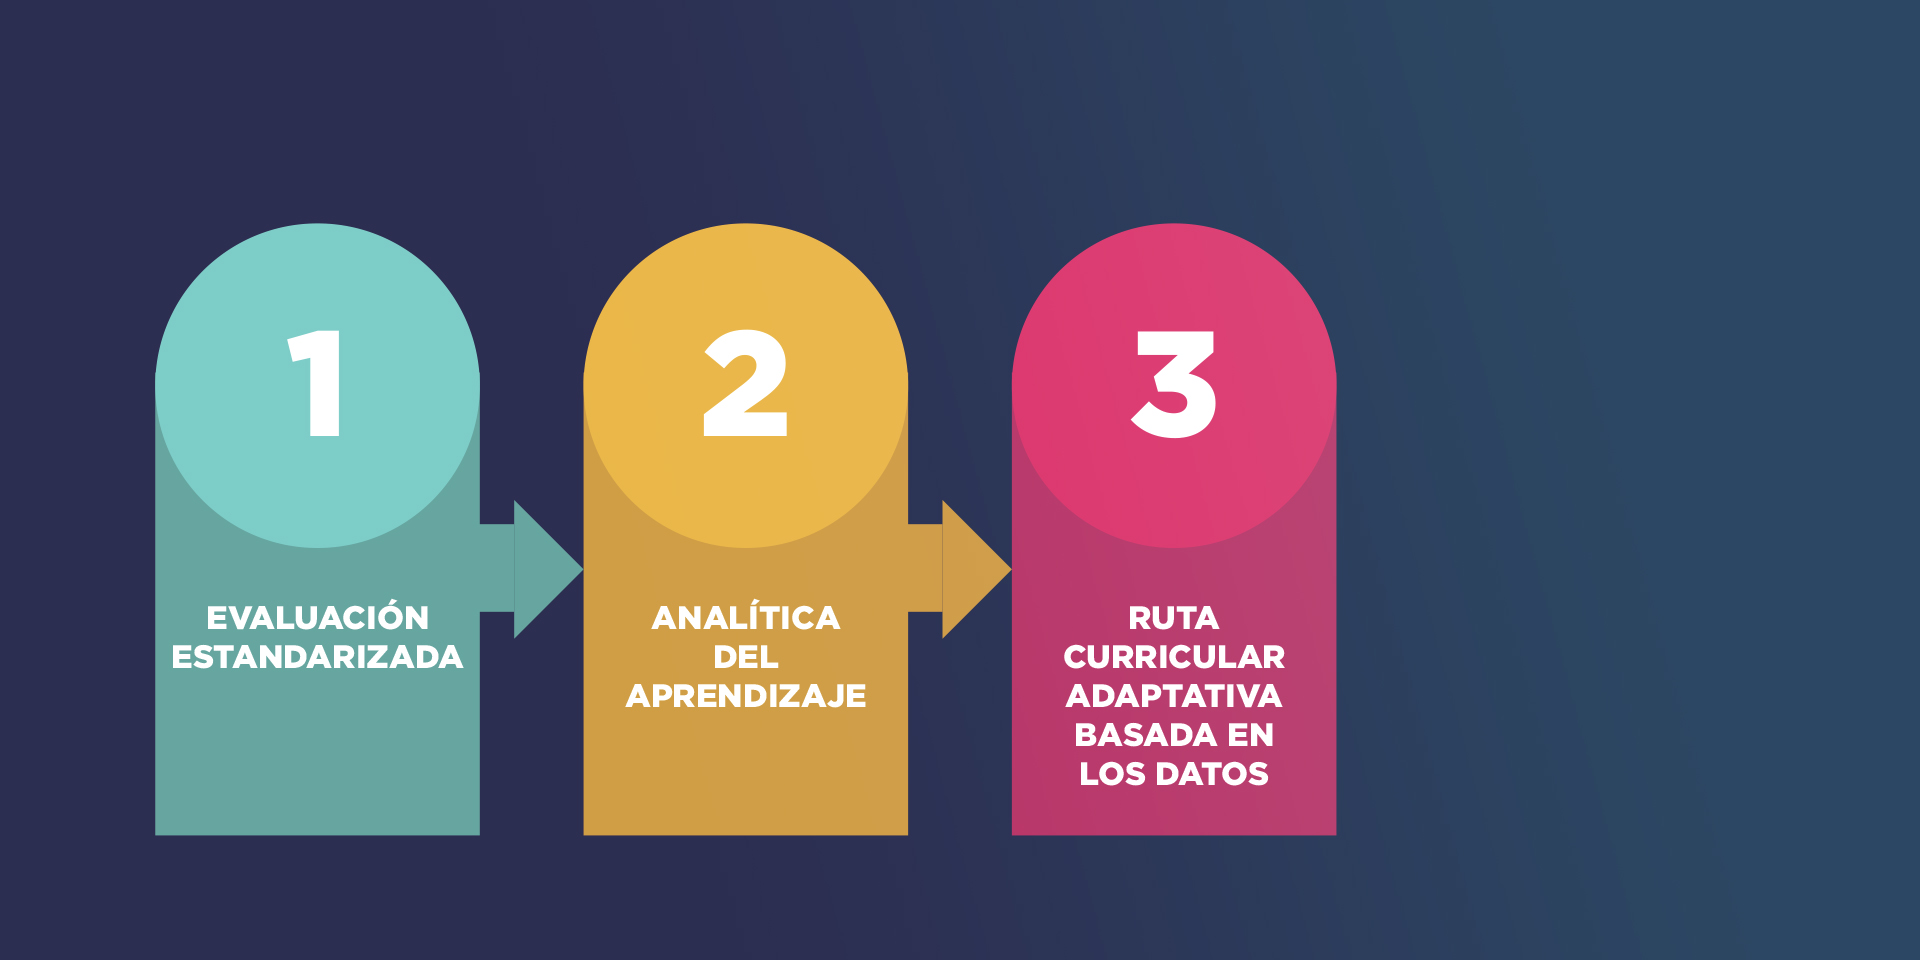 1
EVALUACIÓN
ESTANDARIZADA
2
ANALÍTICA
DEL
APRENDIZAJE
3
RUTA
CURRICULAR
ADAPTATIVA
BASADA EN
LOS DATOS